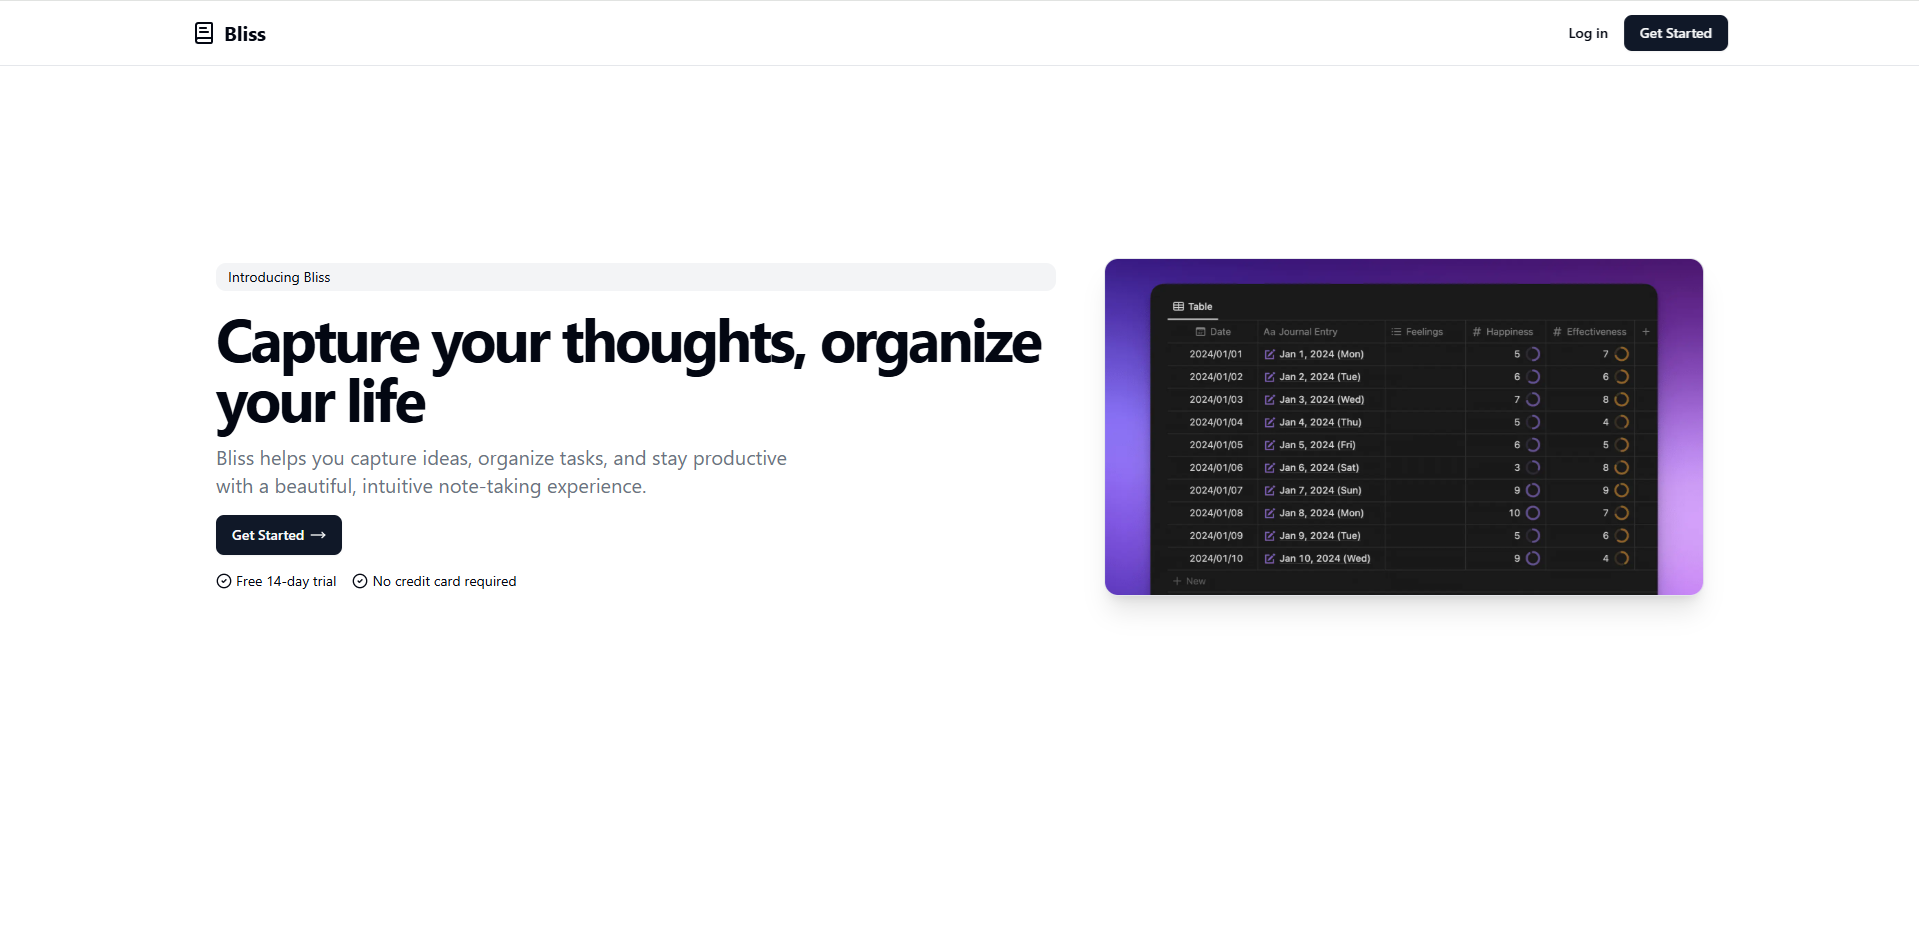 Bliss
Log in
Get Started
Introducing Bliss
Capture your thoughts, organize
your life
Bliss helps you capture ideas, organize tasks, and stay productive
with a beautiful, intuitive note-taking experience.
Get Started →
Free 14-day trial No credit card required
Table
Date Aa Journal Entry Feelings # Happiness # Effectiveness +
2024/01/01 Jan 1, 2024 (Mon) 5 7
2024/01/02 Jan 2, 2024 (Tue) 6 6
2024/01/03 Jan 3, 2024 (Wed) 7 8
2024/01/04 Jan 4, 2024 (Thu) 5 4
2024/01/05 Jan 5, 2024 (Fri) 6 5
2024/01/06 Jan 6, 2024 (Sat) 3 8
2024/01/07 Jan 7, 2024 (Sun) 9 9
2024/01/08 Jan 8, 2024 (Mon) 10 7
2024/01/09 Jan 9, 2024 (Tue) 5 6
2024/01/10 Jan 10, 2024 (Wed) 9 4
+ New